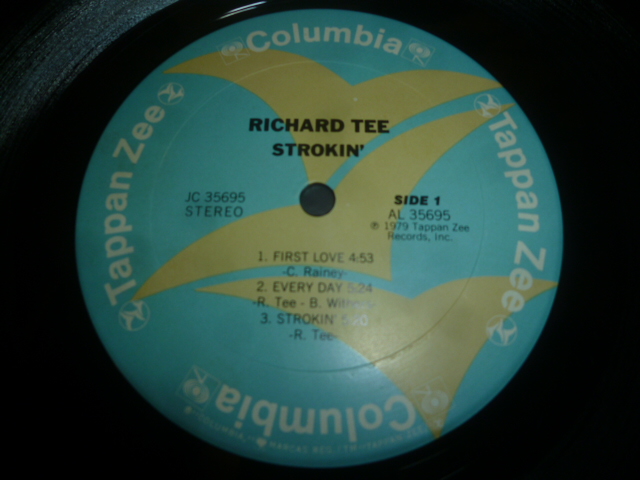 Columbia
RICHARD TEE
STROKIN'
Tappan Zee
Tappan Zee
JC 35695
STEREO
SIDE 1
AL 35695
℗ 1979 Tappan Zee
Records, Inc.
1. FIRST LOVE 4:53
-C. Rainey-
2. EVERY DAY 5:24
-R. Tee - B.
3. STROKIN'
-R. Tee-
Columbia